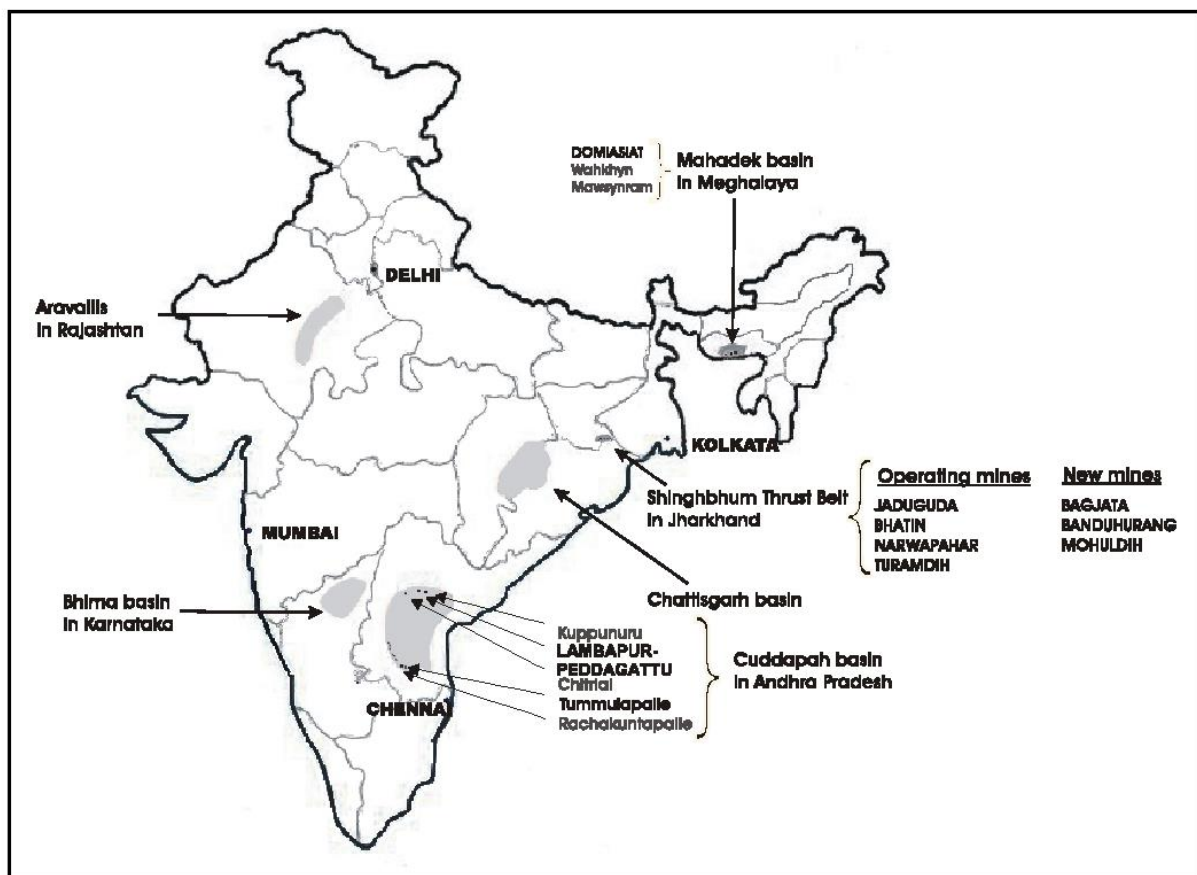 DOMIASIAT
Wahkhyn
Mawsynram
Mahadek basin
in Meghalaya
DELHI
Aravallis
in Rajashtan
KOLKATA
Shinghbhum Thrust Belt
in Jharkhand
Operating mines
JADUGUDA
BHATIN
NARWAPAHAR
TURAMDIH
New mines
BAGJATA
BANDUHURANG
MOHULDIH
MUMBAI
Chattisgarh basin
Bhima basin
in Karnataka
Kuppunuru
LAMBAPUR-
PEDDAGATTU
Chitrial
Tummulapalle
Rachakuntapalle
Cuddapah basin
in Andhra Pradesh
CHENNAI